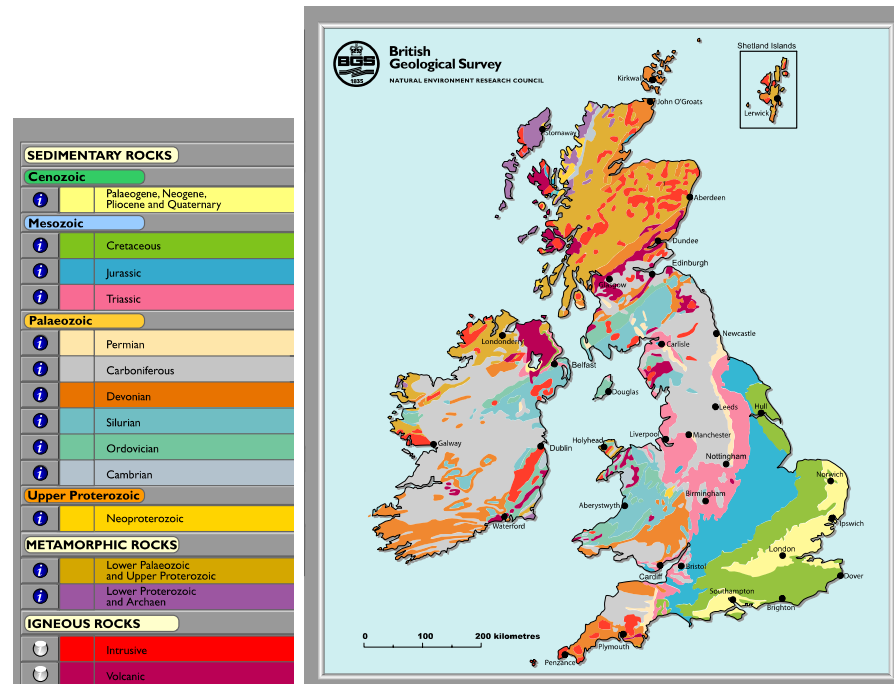 SEDIMENTARY ROCKS
Cenozoic
Palaeogene, Neogene,
Pliocene and Quaternary
Mesozoic
Cretaceous
Jurassic
Triassic
Palaeozoic
Permian
Carboniferous
Devonian
Silurian
Ordovician
Cambrian
Upper Proterozoic
Neoproterozoic
METAMORPHIC ROCKS
Lower Palaeozoic
and Upper Proterozoic
Lower Proterozoic
and Archaen
IGNEOUS ROCKS
Intrusive
Volcanic
BGS
1835
British
Geological Survey
NATURAL ENVIRONMENT RESEARCH COUNCIL
Shetland Islands
Lerwick
Kirkwall
John O'Groats
Stornaway
Aberdeen
Dundee
Edinburgh
Glasgow
Newcastle
Londonderry
Carlisle
Belfast
Douglas
Leeds
Hull
Liverpool
Manchester
Holyhead
Galway
Dublin
Nottingham
Norwich
Birmingham
Aberystwyth
Waterford
Ipswich
London
Cardiff
Bristol
Dover
Southampton
Brighton
Plymouth
Penzance
0 100 200 kilometres